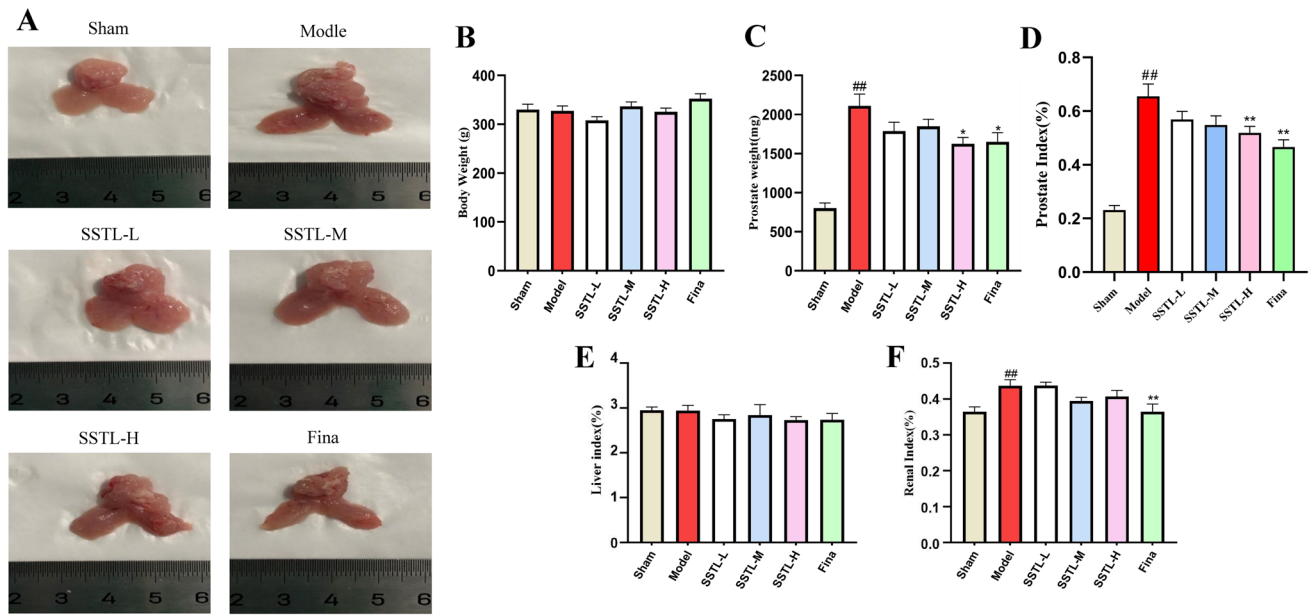 A
Sham
Modle
2 3 4 5 6
2 3 4 5 6
SSTL-L
SSTL-M
2 3 4 5 6
2 3 4 5 6
SSTL-H
Fina
2 3 4 5 6
2 3 4 5 6
B
Body Weight (g)
400
300
200
100
0
Sham
Model
SSTL-L
SSTL-M
SSTL-H
Fina
C
Prostate weight(mg)
2500
2000
1500
1000
500
0
##
*
*
Sham
Model
SSTL-L
SSTL-M
SSTL-H
Fina
D
Prostate Index(%)
0.8
0.6
0.4
0.2
0.0
##
**
**
Sham
Model
SSTL-L
SSTL-M
SSTL-H
Fina
E
Liver index(%)
4
3
2
1
0
Sham
Model
SSTL-L
SSTL-M
SSTL-H
Fina
F
Renal Index(%)
0.5
0.4
0.3
0.2
0.1
0.0
##
**
Sham
Model
SSTL-L
SSTL-M
SSTL-H
Fina